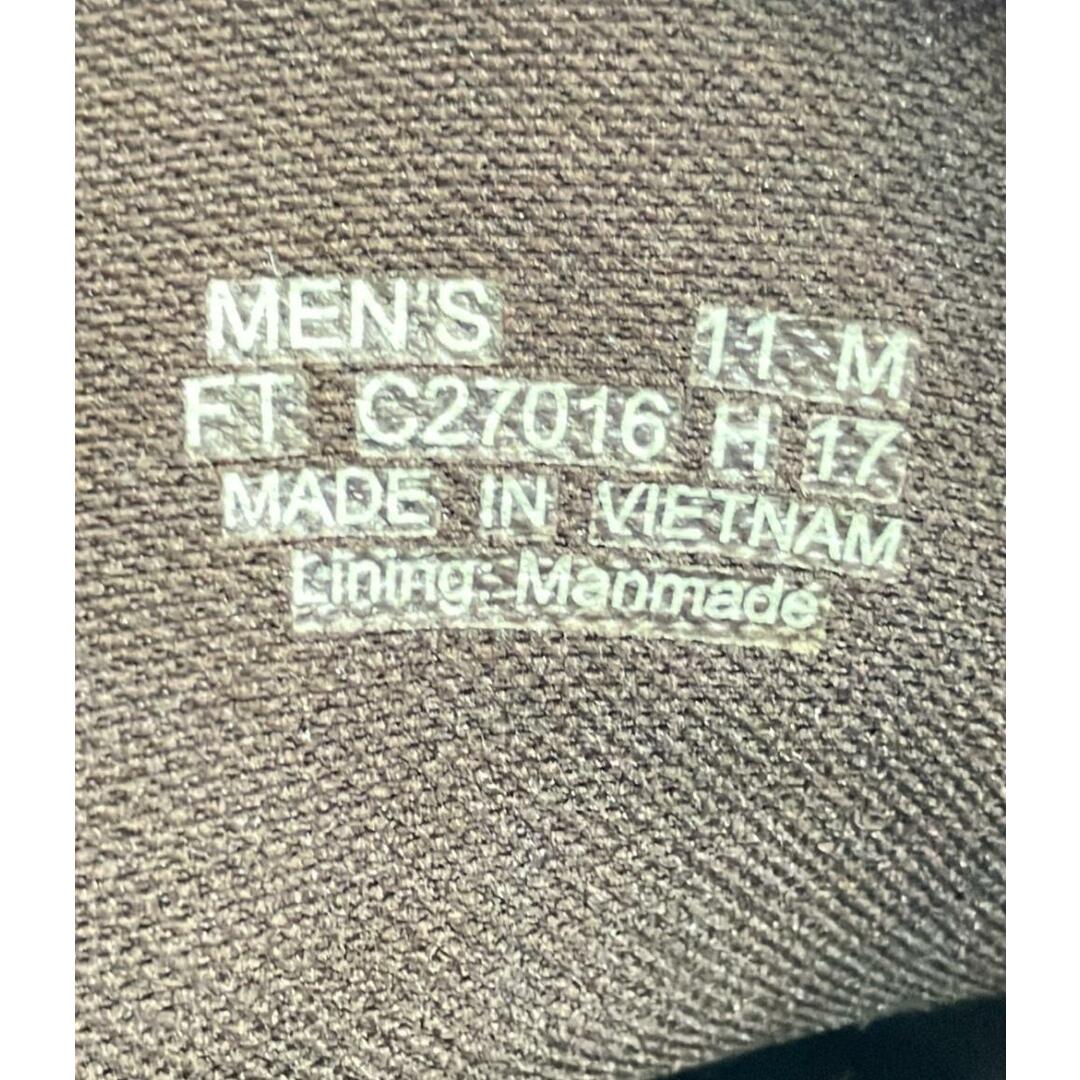 MEN'S 11 M
FT C27016 H 17
MADE IN VIETNAM
Lining: Manmade